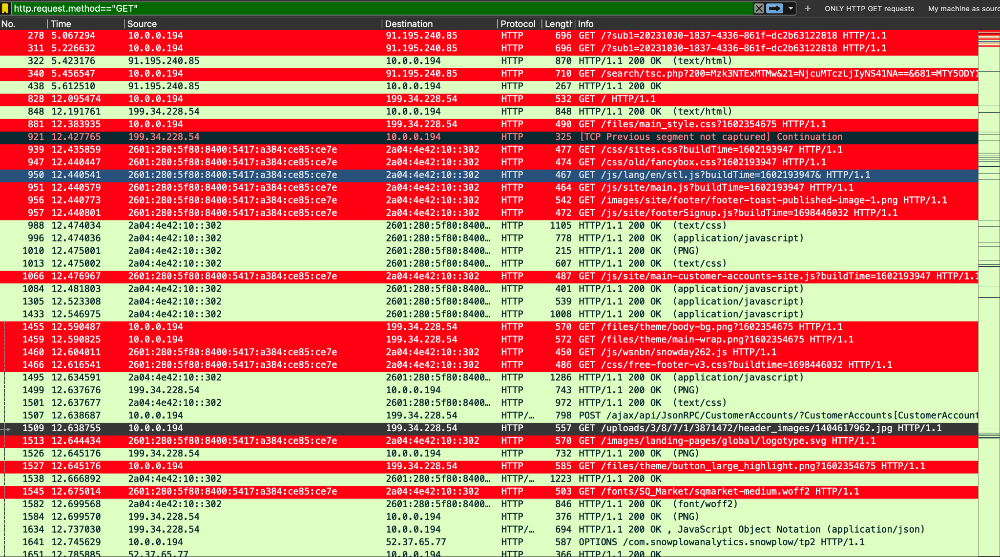 http.request.method=="GET" ONLY HTTP GET requests My machine as sourc
No. Time Source Destination Protocol Length Info
278 5.067294 10.0.0.194 91.195.240.85 HTTP 696 GET /?sub1=20231030-1837-4336-861f-dc2b63122818 HTTP/1.1
311 5.226632 10.0.0.194 91.195.240.85 HTTP 696 GET /?sub1=20231030-1837-4336-861f-dc2b63122818 HTTP/1.1
322 5.423176 91.195.240.85 10.0.0.194 HTTP 870 HTTP/1.1 200 OK (text/html)
340 5.456547 10.0.0.194 91.195.240.85 HTTP 710 GET /search/tsc.php?200=Mzk3NTExMTMw&21=NjcuMTczLjIyNS41NA==&681=MTY5ODY1
438 5.612510 91.195.240.85 10.0.0.194 HTTP 267 HTTP/1.1 200 OK
828 12.095474 10.0.0.194 199.34.228.54 HTTP 532 GET / HTTP/1.1
848 12.191761 199.34.228.54 10.0.0.194 HTTP 848 HTTP/1.1 200 OK (text/html)
881 12.383935 10.0.0.194 199.34.228.54 HTTP 490 GET /files/main_style.css?1602354675 HTTP/1.1
921 12.427765 199.34.228.54 10.0.0.194 HTTP 325 [TCP Previous segment not captured] Continuation
939 12.435859 2601:280:5f80:8400:5417:a384:ce85:ce7e 2a04:4e42:10::302 HTTP 477 GET /css/sites.css?buildTime=1602193947 HTTP/1.1
947 12.440447 2601:280:5f80:8400:5417:a384:ce85:ce7e 2a04:4e42:10::302 HTTP 474 GET /css/old/fancybox.css?1602193947 HTTP/1.1
950 12.440541 2601:280:5f80:8400:5417:a384:ce85:ce7e 2a04:4e42:10::302 HTTP 467 GET /js/lang/en/stl.js?buildTime=1602193947& HTTP/1.1
951 12.440579 2601:280:5f80:8400:5417:a384:ce85:ce7e 2a04:4e42:10::302 HTTP 464 GET /js/site/main.js?buildTime=1602193947 HTTP/1.1
956 12.440773 2601:280:5f80:8400:5417:a384:ce85:ce7e 2a04:4e42:10::302 HTTP 542 GET /images/site/footer/footer-toast-published-image-1.png HTTP/1.1
957 12.440801 2601:280:5f80:8400:5417:a384:ce85:ce7e 2a04:4e42:10::302 HTTP 472 GET /js/site/footerSignup.js?buildTime=1698446032 HTTP/1.1
988 12.474034 2a04:4e42:10::302 2601:280:5f80:8400… HTTP 1105 HTTP/1.1 200 OK (text/css)
996 12.474036 2a04:4e42:10::302 2601:280:5f80:8400… HTTP 778 HTTP/1.1 200 OK (application/javascript)
1010 12.475001 2a04:4e42:10::302 2601:280:5f80:8400… HTTP 215 HTTP/1.1 200 OK (PNG)
1013 12.475002 2a04:4e42:10::302 2601:280:5f80:8400… HTTP 607 HTTP/1.1 200 OK (text/css)
1066 12.476967 2601:280:5f80:8400:5417:a384:ce85:ce7e 2a04:4e42:10::302 HTTP 487 GET /js/site/main-customer-accounts-site.js?buildTime=1602193947 HTTP/1.1
1084 12.481803 2a04:4e42:10::302 2601:280:5f80:8400… HTTP 401 HTTP/1.1 200 OK (application/javascript)
1305 12.523308 2a04:4e42:10::302 2601:280:5f80:8400… HTTP 539 HTTP/1.1 200 OK (application/javascript)
1433 12.546975 2a04:4e42:10::302 2601:280:5f80:8400… HTTP 1008 HTTP/1.1 200 OK (application/javascript)
1455 12.590487 10.0.0.194 199.34.228.54 HTTP 570 GET /files/theme/body-bg.png?1602354675 HTTP/1.1
1459 12.590825 10.0.0.194 199.34.228.54 HTTP 572 GET /files/theme/main-wrap.png?1602354675 HTTP/1.1
1460 12.604011 2601:280:5f80:8400:5417:a384:ce85:ce7e 2a04:4e42:10::302 HTTP 450 GET /js/wsnbn/snowday262.js HTTP/1.1
1466 12.616541 2601:280:5f80:8400:5417:a384:ce85:ce7e 2a04:4e42:10::302 HTTP 486 GET /css/free-footer-v3.css?buildtime=1698446032 HTTP/1.1
1495 12.634591 2a04:4e42:10::302 2601:280:5f80:8400… HTTP 1286 HTTP/1.1 200 OK (application/javascript)
1499 12.637676 199.34.228.54 10.0.0.194 HTTP 743 HTTP/1.1 200 OK (PNG)
1501 12.637677 2a04:4e42:10::302 2601:280:5f80:8400… HTTP 972 HTTP/1.1 200 OK (text/css)
1507 12.638687 10.0.0.194 199.34.228.54 HTTP/… 798 POST /ajax/api/JsonRPC/CustomerAccounts/?CustomerAccounts[CustomerAccount
1509 12.638755 10.0.0.194 199.34.228.54 HTTP 557 GET /uploads/3/8/7/1/3871472/header_images/1404617962.jpg HTTP/1.1
1513 12.644434 2601:280:5f80:8400:5417:a384:ce85:ce7e 2a04:4e42:10::302 HTTP 570 GET /images/landing-pages/global/logotype.svg HTTP/1.1
1526 12.645176 199.34.228.54 10.0.0.194 HTTP 732 HTTP/1.1 200 OK (PNG)
1527 12.645176 10.0.0.194 199.34.228.54 HTTP 585 GET /files/theme/button_large_highlight.png?1602354675 HTTP/1.1
1538 12.666892 2a04:4e42:10::302 2601:280:5f80:8400… HTTP/… 1223 HTTP/1.1 200 OK
1545 12.675014 2601:280:5f80:8400:5417:a384:ce85:ce7e 2a04:4e42:10::302 HTTP 503 GET /fonts/SQ_Market/sqmarket-medium.woff2 HTTP/1.1
1582 12.699568 2a04:4e42:10::302 2601:280:5f80:8400… HTTP 846 HTTP/1.1 200 OK (font/woff2)
1584 12.699570 199.34.228.54 10.0.0.194 HTTP 376 HTTP/1.1 200 OK (PNG)
1634 12.737030 199.34.228.54 10.0.0.194 HTTP/… 694 HTTP/1.1 200 OK , JavaScript Object Notation (application/json)
1641 12.745629 10.0.0.194 52.37.65.77 HTTP 587 OPTIONS /com.snowplowanalytics.snowplow/tp2 HTTP/1.1
1651 12.785885 52.37.65.77 10.0.0.194 HTTP 366 HTTP/1.1 200 OK